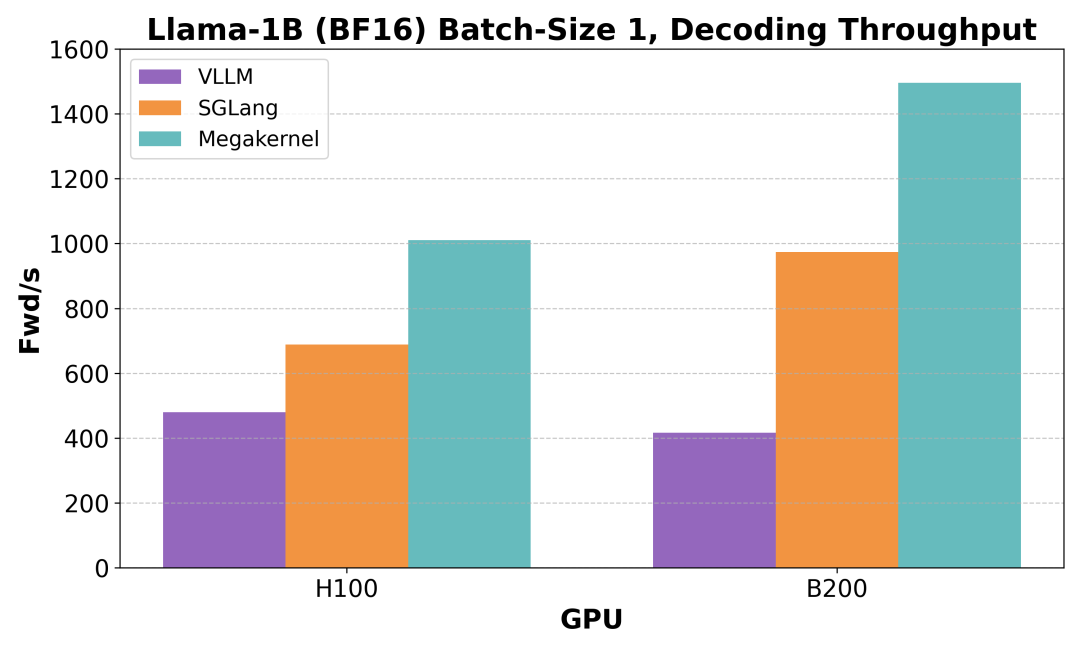 Llama-1B (BF16) Batch-Size 1, Decoding Throughput
1600
1400
1200
1000
800
600
400
200
0
Fwd/s
VLLM
SGLang
Megakernel
H100
B200
GPU